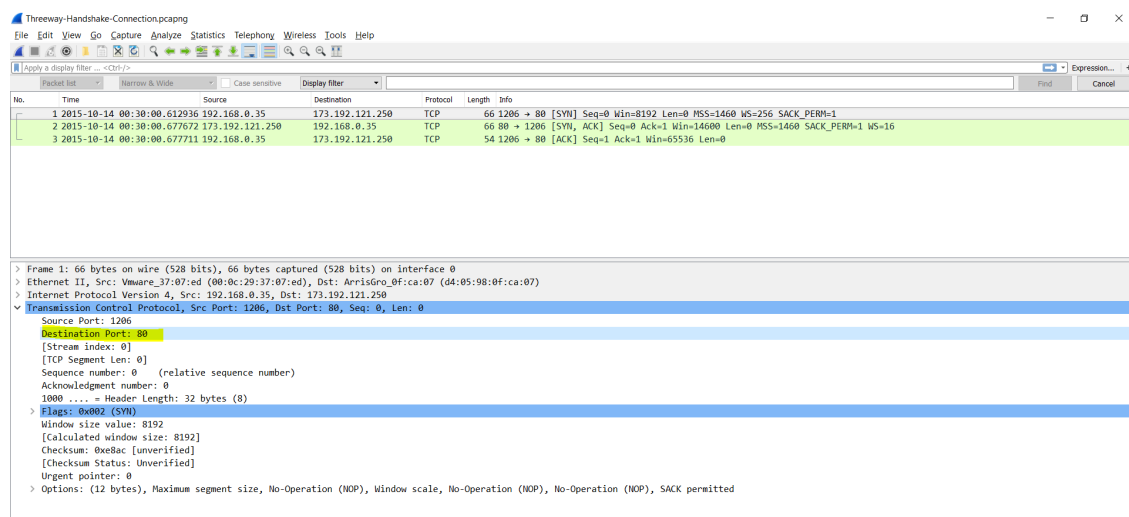 Threeway-Handshake-Connection.pcapng
File Edit View Go Capture Analyze Statistics Telephony Wireless Tools Help
Apply a display filter ... <Ctrl-/> Expression... +
Packet list Narrow & Wide Case sensitive Display filter Find Cancel
No. Time Source Destination Protocol Length Info
1 2015-10-14 00:30:00.612936 192.168.0.35 173.192.121.250 TCP 66 1206 → 80 [SYN] Seq=0 Win=8192 Len=0 MSS=1460 WS=256 SACK_PERM=1
2 2015-10-14 00:30:00.677672 173.192.121.250 192.168.0.35 TCP 66 80 → 1206 [SYN, ACK] Seq=0 Ack=1 Win=14600 Len=0 MSS=1460 SACK_PERM=1 WS=16
3 2015-10-14 00:30:00.677711 192.168.0.35 173.192.121.250 TCP 54 1206 → 80 [ACK] Seq=1 Ack=1 Win=65536 Len=0
> Frame 1: 66 bytes on wire (528 bits), 66 bytes captured (528 bits) on interface 0
> Ethernet II, Src: Vmware_37:07:ed (00:0c:29:37:07:ed), Dst: ArrisGro_0f:ca:07 (d4:05:98:0f:ca:07)
> Internet Protocol Version 4, Src: 192.168.0.35, Dst: 173.192.121.250
Transmission Control Protocol, Src Port: 1206, Dst Port: 80, Seq: 0, Len: 0
Source Port: 1206
Destination Port: 80
[Stream index: 0]
[TCP Segment Len: 0]
Sequence number: 0 (relative sequence number)
Acknowledgment number: 0
1000 .... = Header Length: 32 bytes (8)
> Flags: 0x002 (SYN)
Window size value: 8192
[Calculated window size: 8192]
Checksum: 0xe8ac [unverified]
[Checksum Status: Unverified]
Urgent pointer: 0
> Options: (12 bytes), Maximum segment size, No-Operation (NOP), Window scale, No-Operation (NOP), No-Operation (NOP), SACK permitted